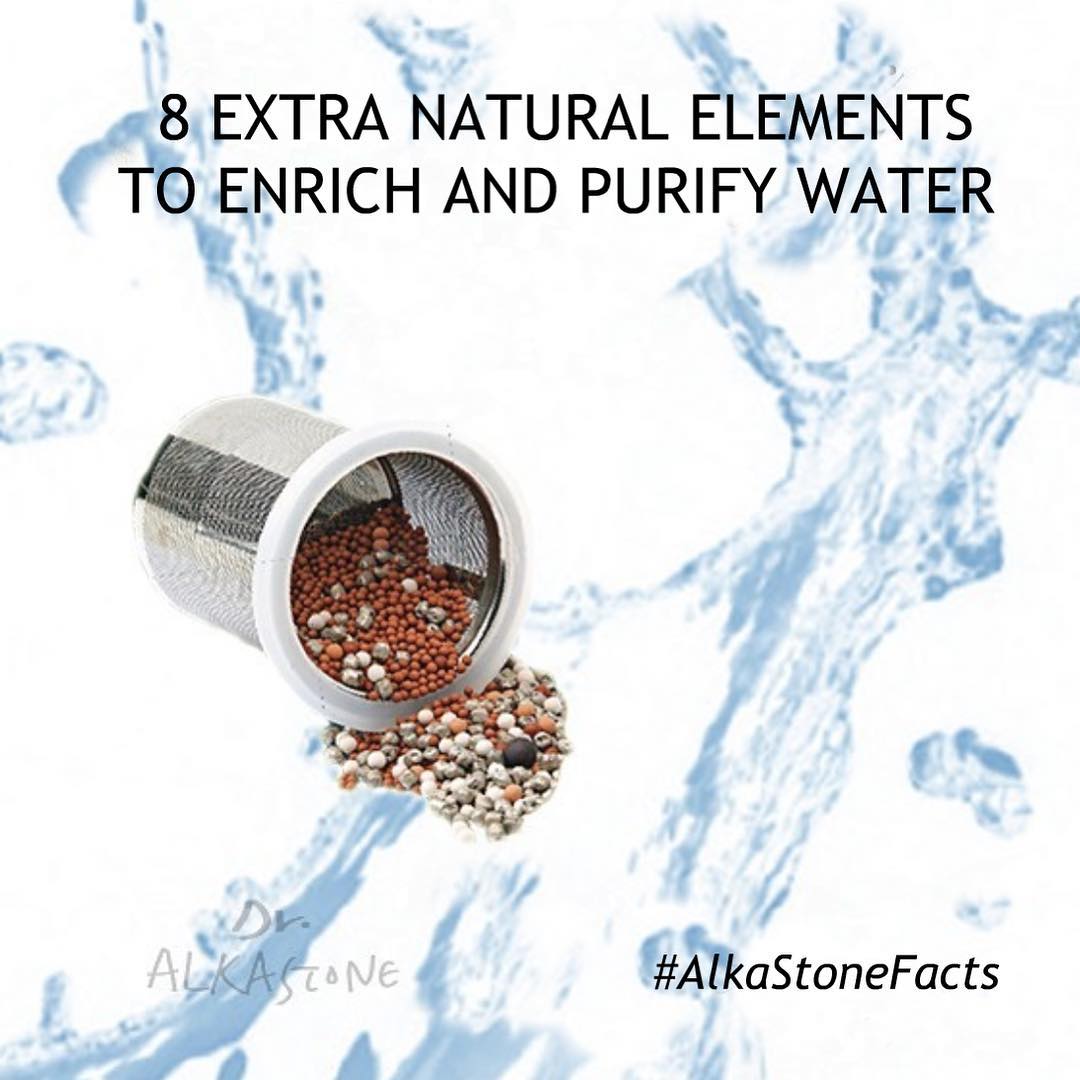 8 EXTRA NATURAL ELEMENTS
TO ENRICH AND PURIFY WATER
Dr.
ALKASTONE
#AlkaStoneFacts